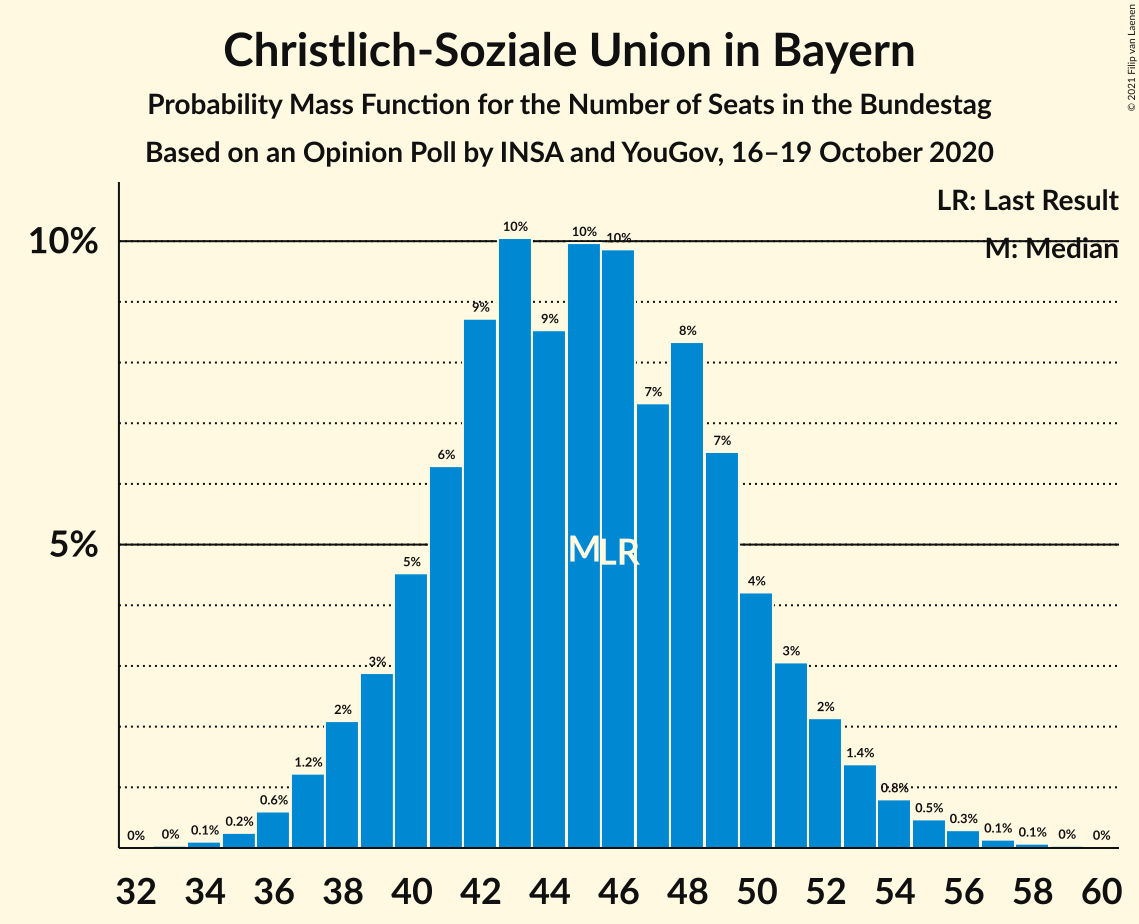 Christlich-Soziale Union in Bayern
Probability Mass Function for the Number of Seats in the Bundestag
Based on an Opinion Poll by INSA and YouGov, 16–19 October 2020
© 2021 Filip van Laenen
LR: Last Result
M: Median
10%
5%
0% 0% 0.1% 0.2% 0.6% 1.2% 2% 3% 5% 6% 9% 10% 9% 10% 10% 7% 8% 7% 4% 3% 2% 1.4% 0.8% 0.5% 0.3% 0.1% 0.1% 0% 0%
M LR
32 34 36 38 40 42 44 46 48 50 52 54 56 58 60